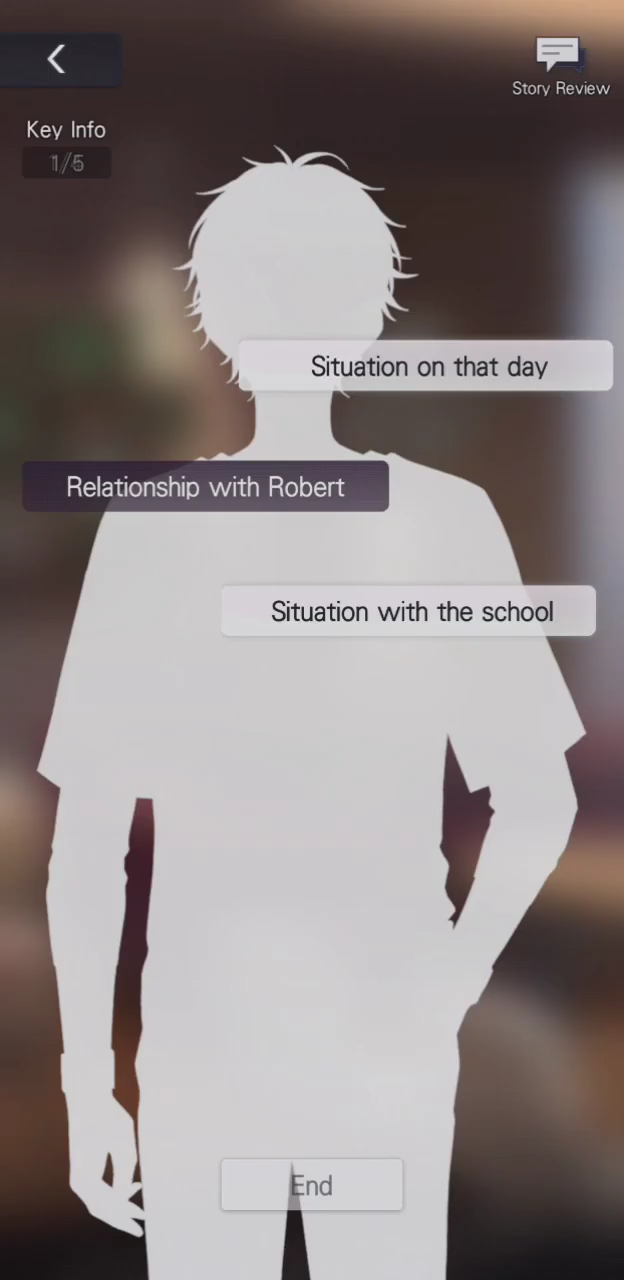 Story Review
Key Info
1/5
Situation on that day
Relationship with Robert
Situation with the school
End